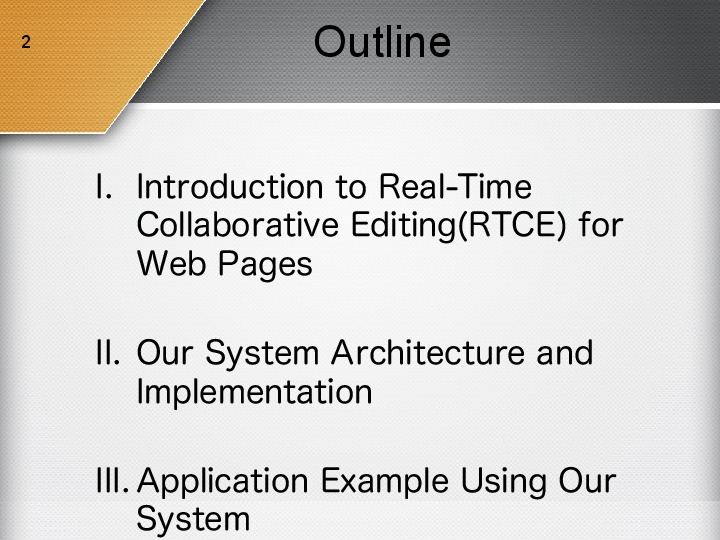 2
Outline
I. Introduction to Real-Time
Collaborative Editing(RTCE) for
Web Pages
II. Our System Architecture and
Implementation
III. Application Example Using Our
System